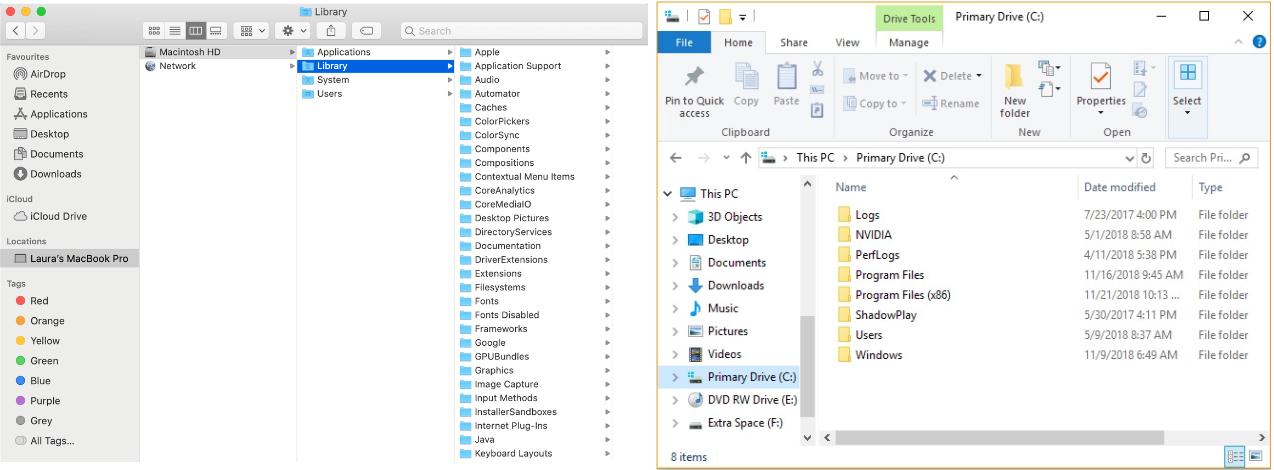 Library
Search
Favourites
AirDrop
Recents
Applications
Desktop
Documents
Downloads
iCloud
iCloud Drive
Locations
Laura's MacBook Pro
Tags
Red
Orange
Yellow
Green
Blue
Purple
Grey
All Tags...
Macintosh HD
Network
Applications
Library
System
Users
Apple
Application Support
Audio
Automator
Caches
ColorPickers
ColorSync
Components
Compositions
Contextual Menu Items
CoreAnalytics
CoreMediaIO
Desktop Pictures
DirectoryServices
Documentation
DriverExtensions
Extensions
Filesystems
Fonts
Fonts Disabled
Frameworks
Google
GPUBundles
Graphics
Image Capture
Input Methods
InstallerSandboxes
Internet Plug-Ins
Java
Keyboard Layouts
Drive Tools
Primary Drive (C:)
File Home Share View Manage
Pin to Quick access
Copy
Paste
Clipboard
Move to
Copy to
Delete
Rename
Organize
New folder
New
Properties
Open
Select
This PC > Primary Drive (C:)
Search Pri...
This PC
3D Objects
Desktop
Documents
Downloads
Music
Pictures
Videos
Primary Drive (C:)
DVD RW Drive (E:)
Extra Space (F:)
Name Date modified Type
Logs 7/23/2017 4:00 PM File folder
NVIDIA 5/1/2018 8:58 AM File folder
PerfLogs 4/11/2018 5:38 PM File folder
Program Files 11/16/2018 9:45 AM File folder
Program Files (x86) 11/21/2018 10:13 ... File folder
ShadowPlay 5/30/2017 4:11 PM File folder
Users 5/9/2018 8:37 AM File folder
Windows 11/9/2018 6:49 AM File folder
8 items